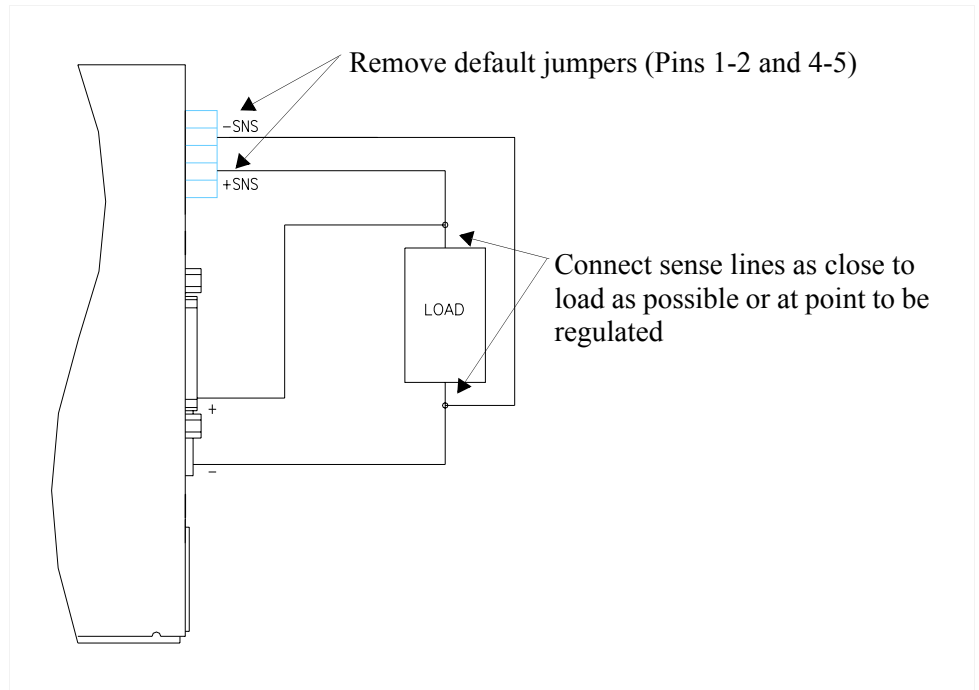 Remove default jumpers (Pins 1-2 and 4-5)
-SNS
+SNS
Connect sense lines as close to
load as possible or at point to be
regulated
LOAD
+
-